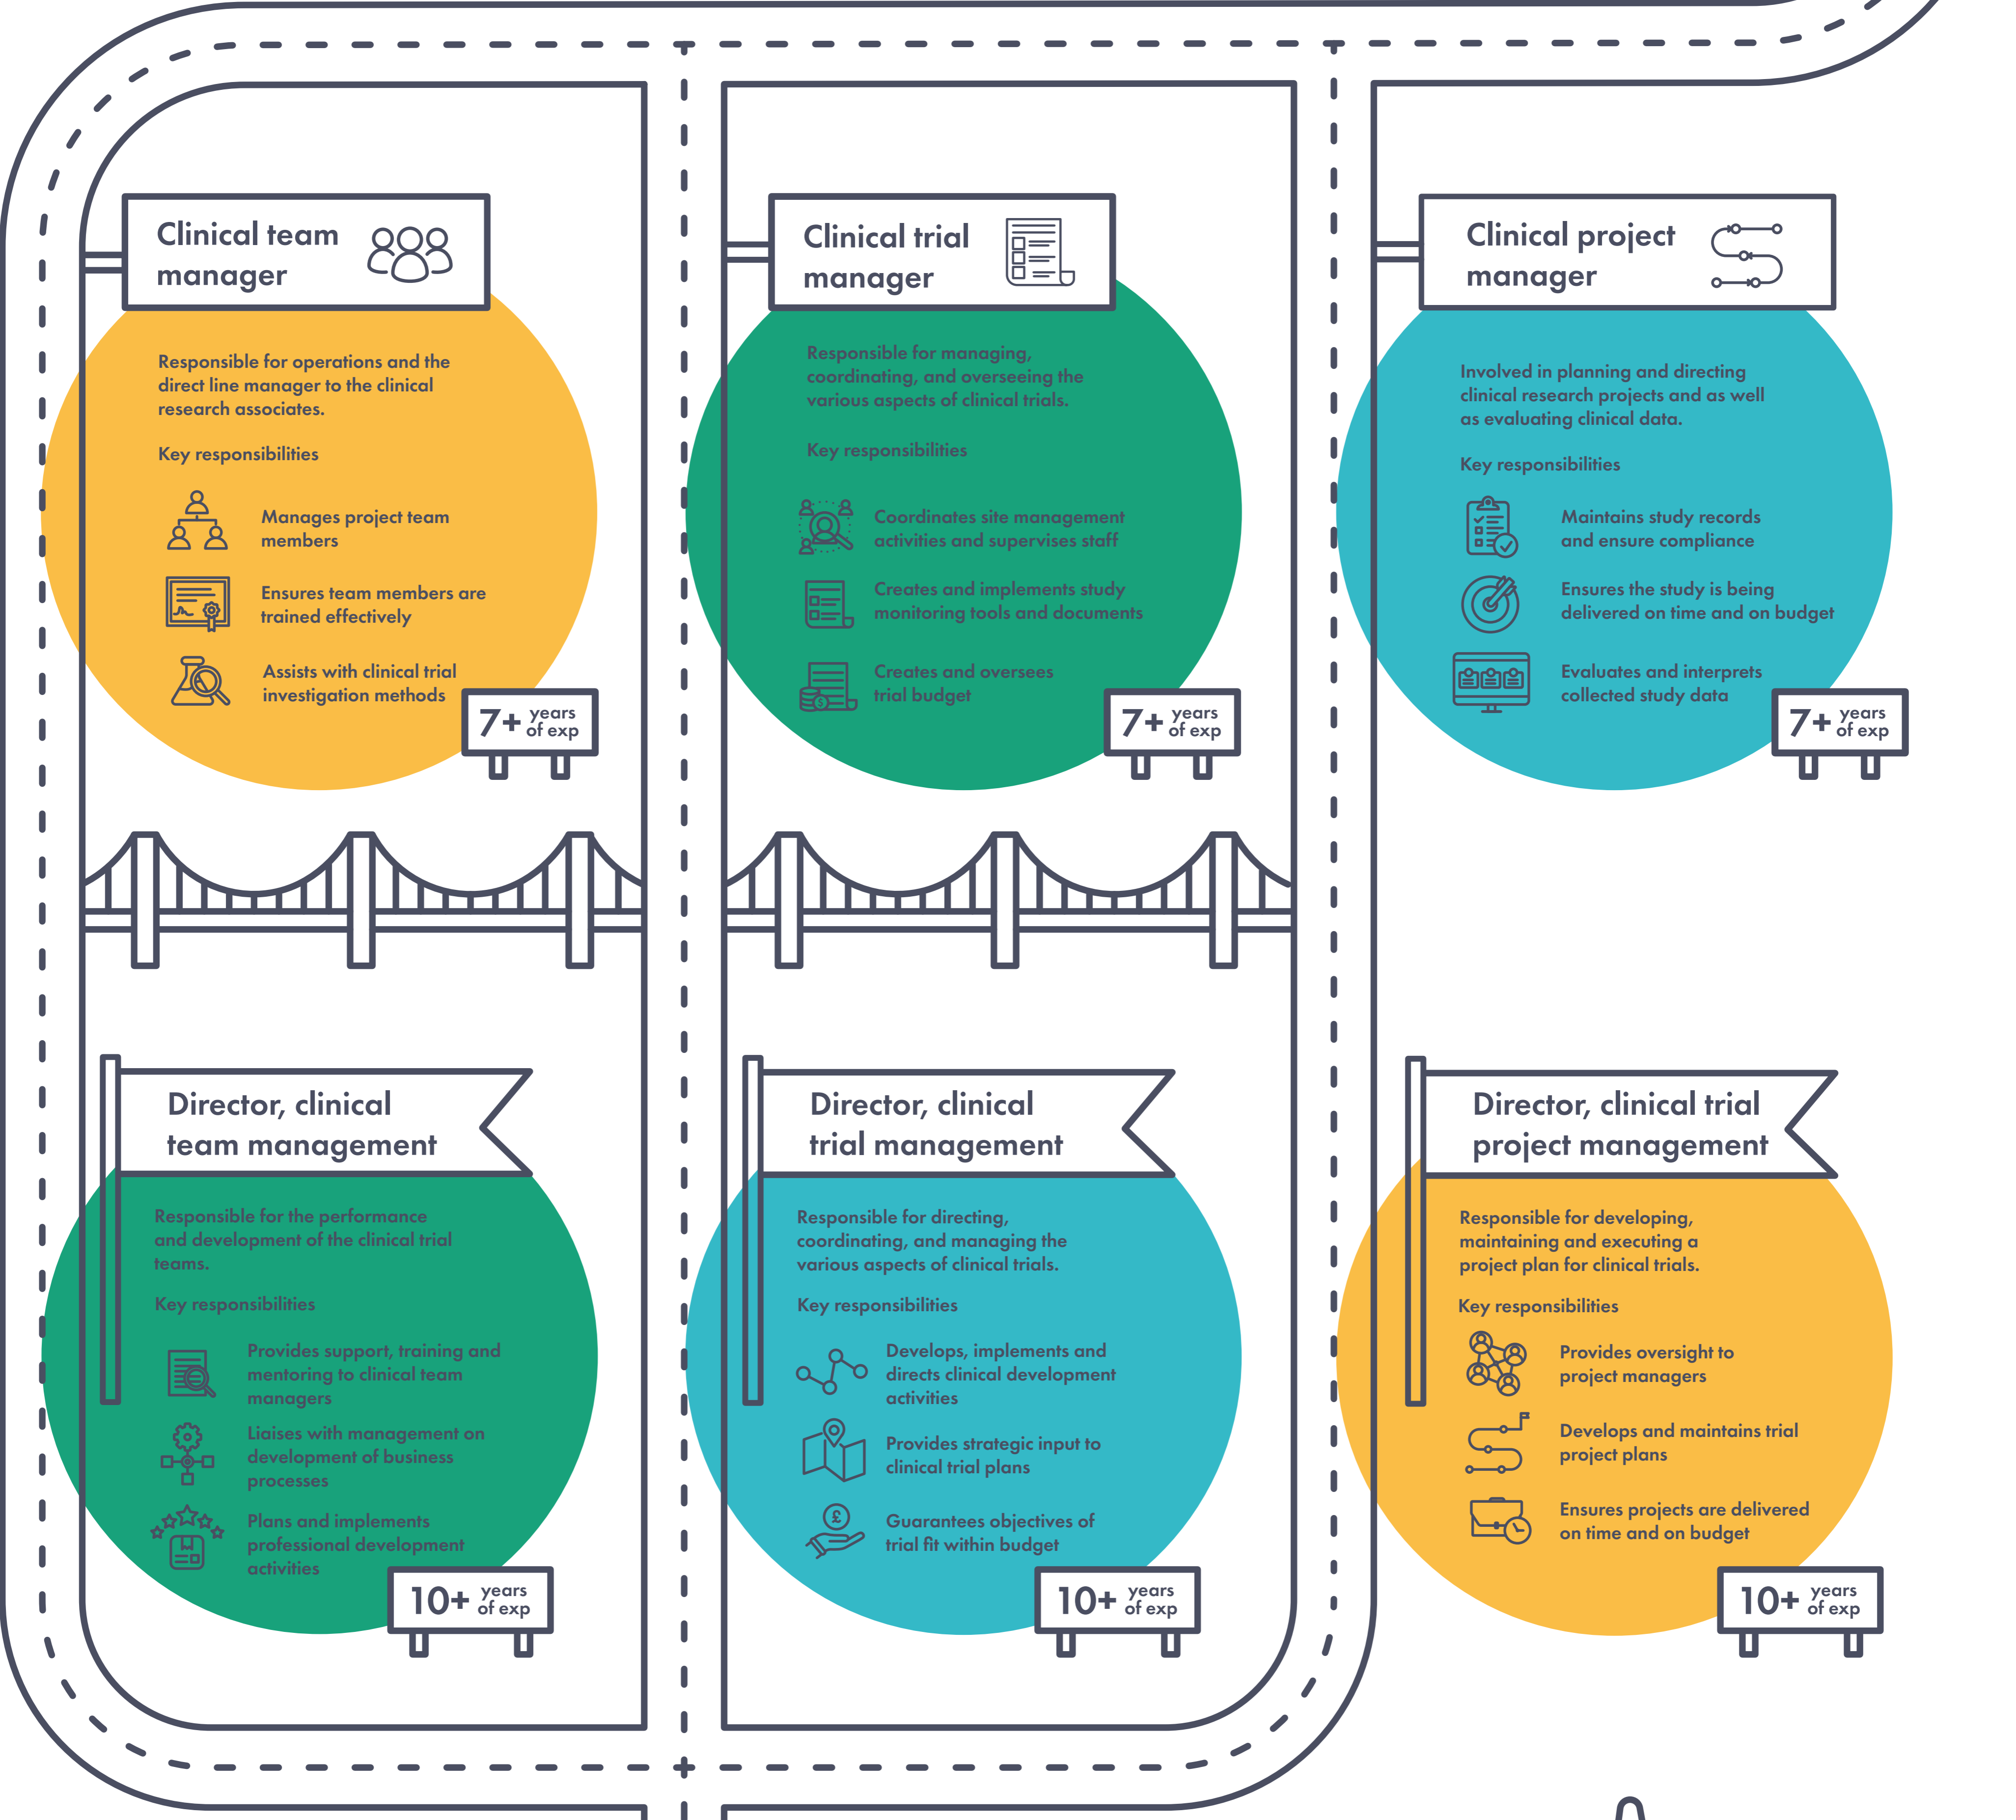 Clinical team
manager
Responsible for operations and the
direct line manager to the clinical
research associates.
Key responsibilities
Manages project team
members
Ensures team members are
trained effectively
Assists with clinical trial
investigation methods
7+ years
of exp
Clinical trial
manager
Responsible for managing,
coordinating, and overseeing the
various aspects of clinical trials.
Key responsibilities
Coordinates site management
activities and supervises staff
Creates and implements study
monitoring tools and documents
Creates and oversees
trial budget
$
7+ years
of exp
Clinical project
manager
Involved in planning and directing
clinical research projects and as well
as evaluating clinical data.
Key responsibilities
Maintains study records
and ensure compliance
Ensures the study is being
delivered on time and on budget
Evaluates and interprets
collected study data
7+ years
of exp
Director, clinical
team management
Responsible for the performance
and development of the clinical trial
teams.
Key responsibilities
Provides support, training and
mentoring to clinical team
managers
Liaises with management on
development of business
processes
Plans and implements
professional development
activities
10+ years
of exp
Director, clinical
trial management
Responsible for directing,
coordinating, and managing the
various aspects of clinical trials.
Key responsibilities
Develops, implements and
directs clinical development
activities
Provides strategic input to
clinical trial plans
£
Guarantees objectives of
trial fit within budget
10+ years
of exp
Director, clinical trial
project management
Responsible for developing,
maintaining and executing a
project plan for clinical trials.
Key responsibilities
Provides oversight to
project managers
Develops and maintains trial
project plans
Ensures projects are delivered
on time and on budget
10+ years
of exp